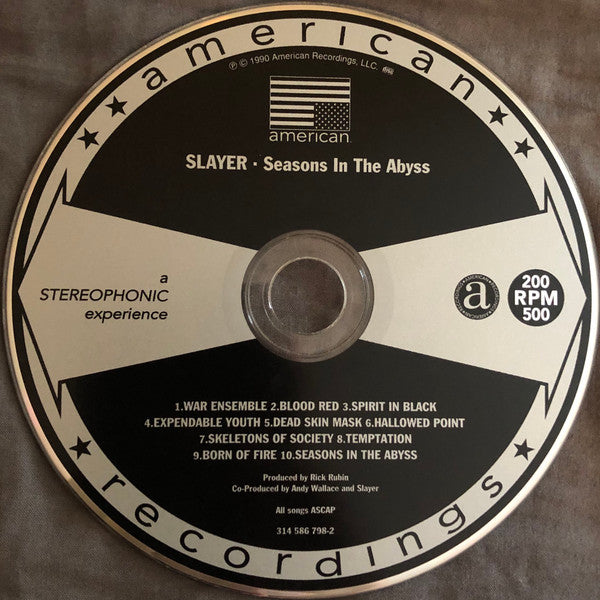 american
℗ © 1990 American Recordings, LLC.
american
SLAYER · Seasons In The Abyss
a
STEREOPHONIC
experience
a
200
RPM
500
1.WAR ENSEMBLE 2.BLOOD RED 3.SPIRIT IN BLACK
4.EXPENDABLE YOUTH 5.DEAD SKIN MASK 6.HALLOWED POINT
7.SKELETONS OF SOCIETY 8.TEMPTATION
9.BORN OF FIRE 10.SEASONS IN THE ABYSS
Produced by Rick Rubin
Co-Produced by Andy Wallace and Slayer
All songs ASCAP
314 586 798-2
recordings